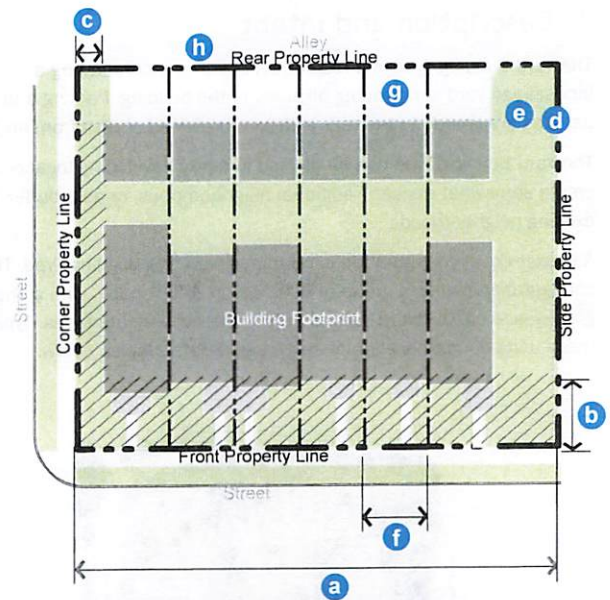 c
h
Alley
Rear Property Line
g
e
d
Corner Property Line
Street
Side Property Line
Building Footprint
b
Front Property Line
Street
f
a